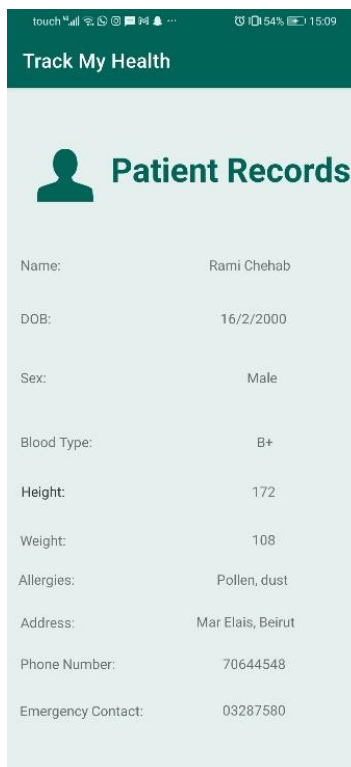 touch 54% 15:09
Track My Health
Patient Records
Name: Rami Chehab
DOB: 16/2/2000
Sex: Male
Blood Type: B+
Height: 172
Weight: 108
Allergies: Pollen, dust
Address: Mar Elais, Beirut
Phone Number: 70644548
Emergency Contact: 03287580